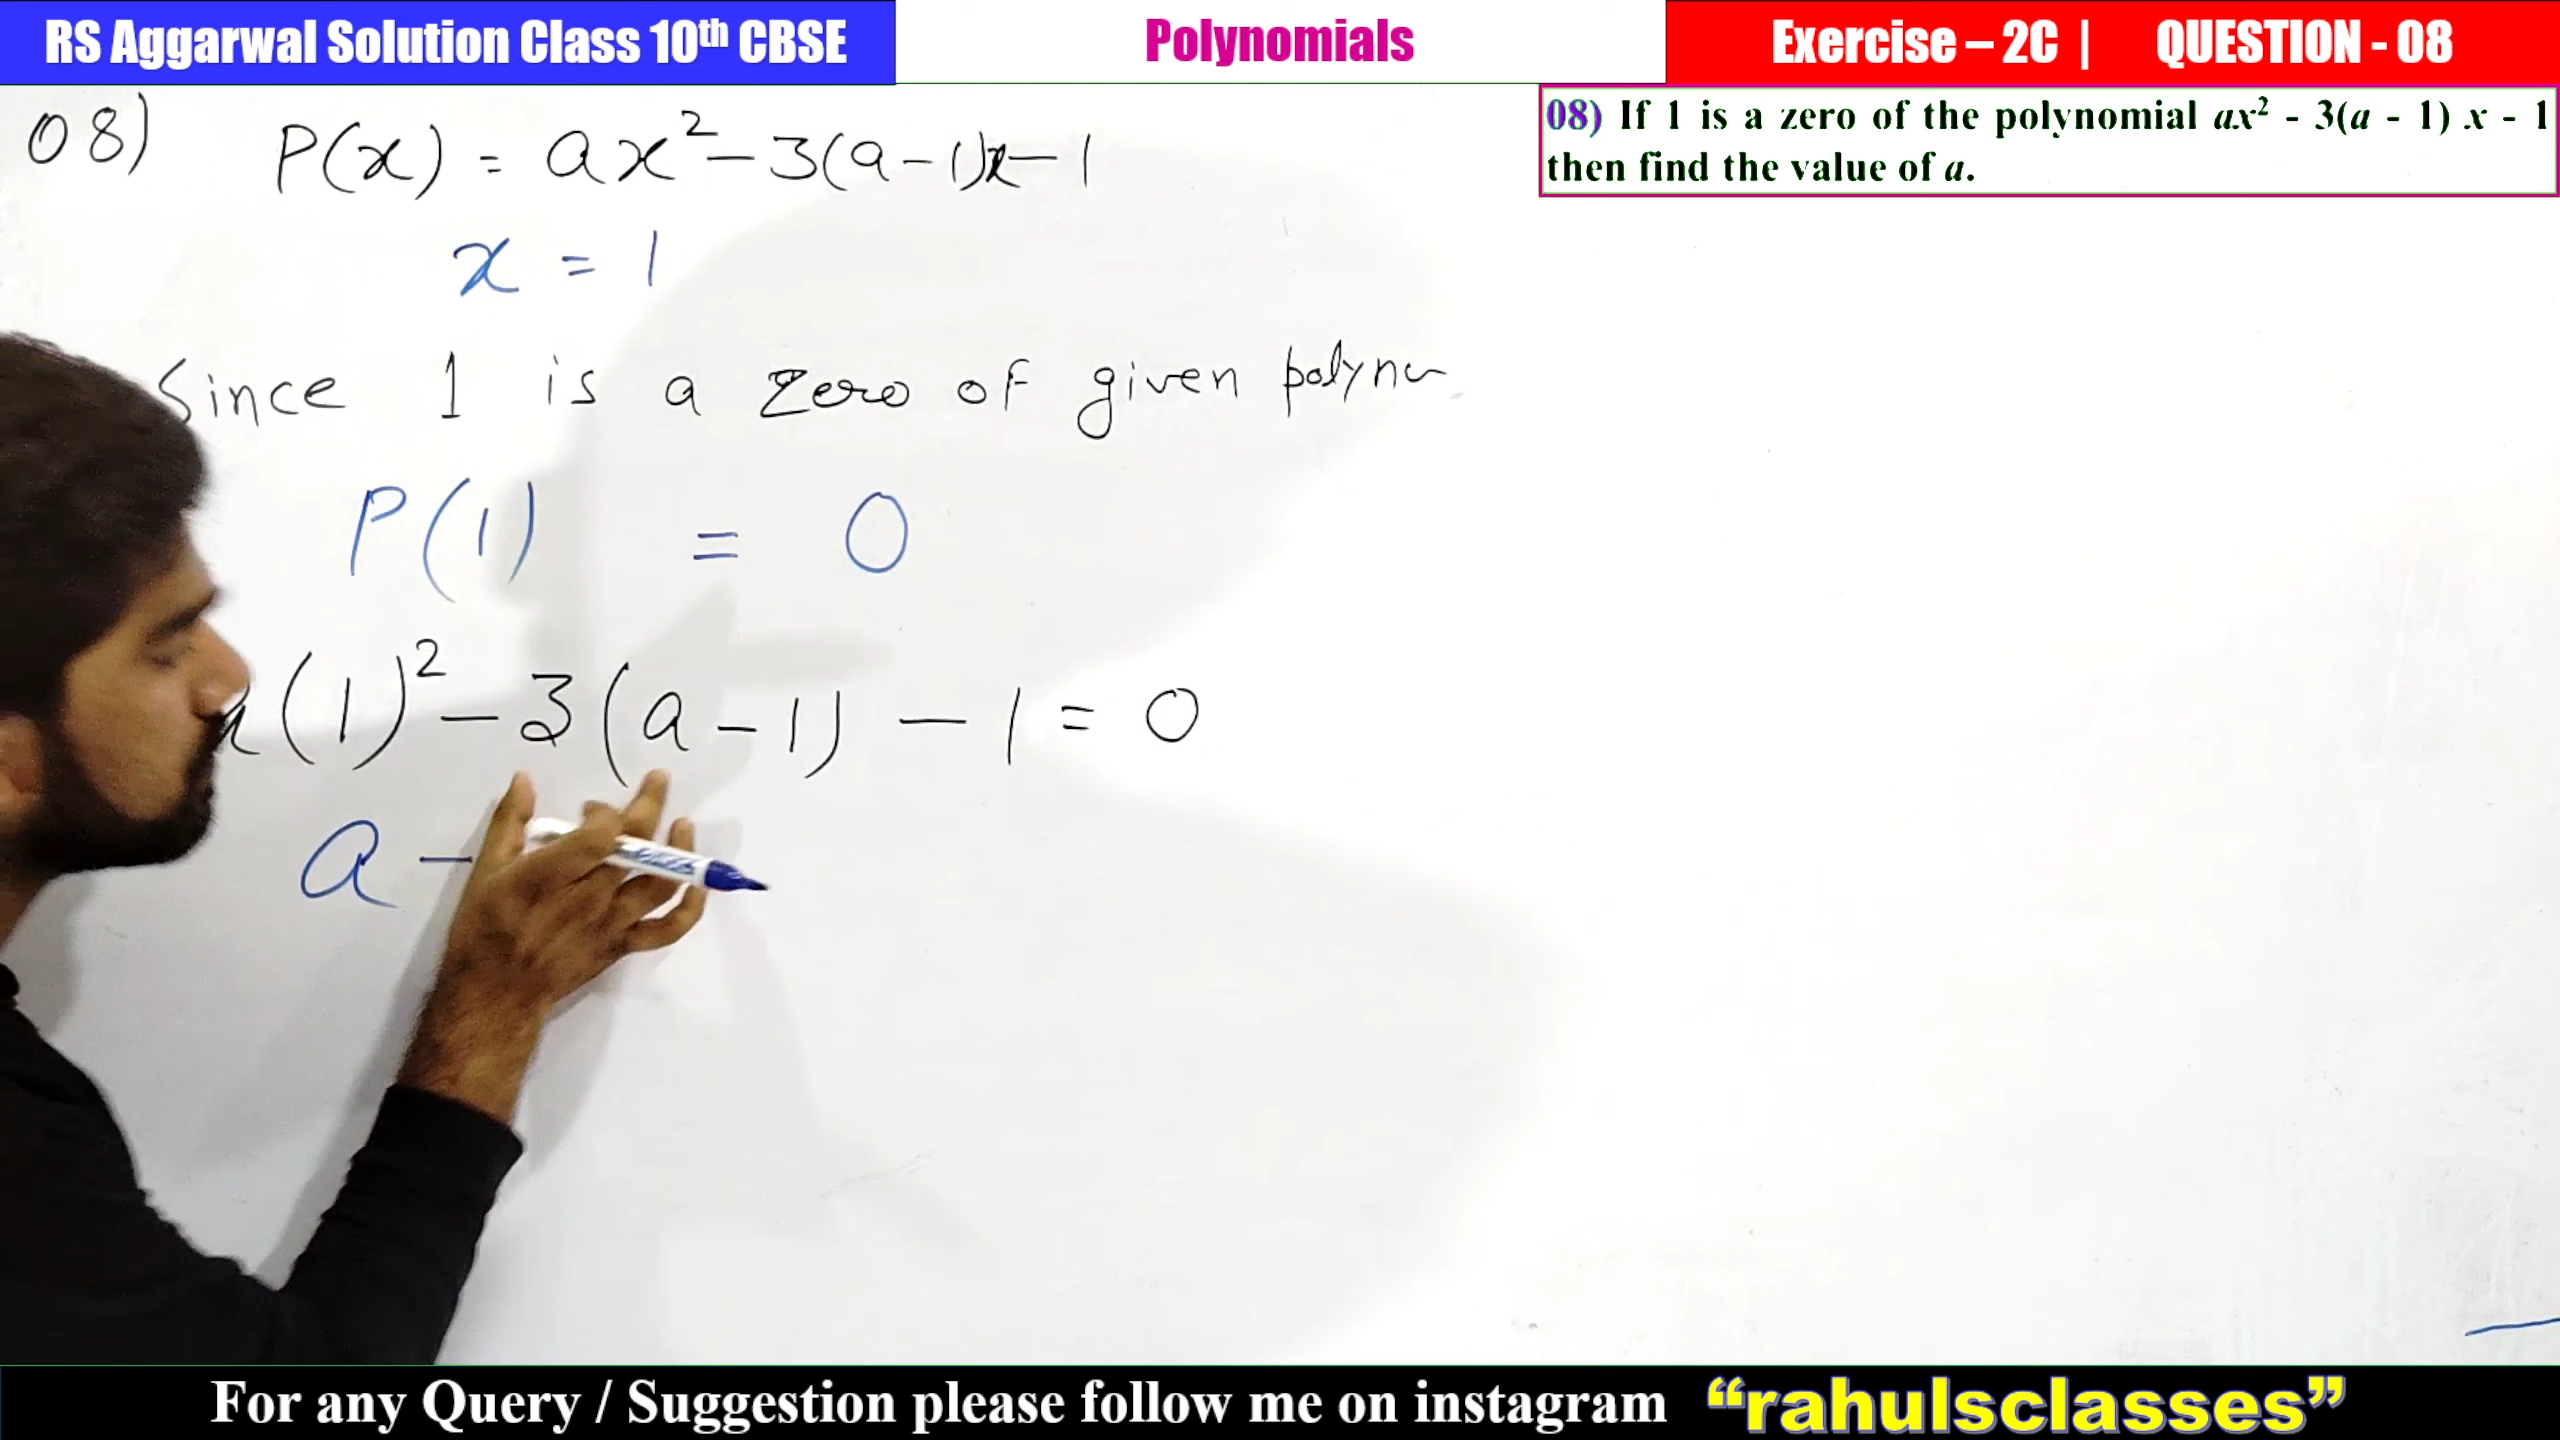 RS Aggarwal Solution Class 10th CBSE
Polynomials
Exercise – 2C | QUESTION - 08
08) If 1 is a zero of the polynomial ax² - 3(a - 1) x - 1
then find the value of a.
08) P(x) = ax² - 3(a-1)x - 1
x = 1
Since 1 is a zero of given polyno
P(1) = 0
a(1)² - 3(a - 1) - 1 = 0
a -
For any Query / Suggestion please follow me on instagram “rahulsclasses”